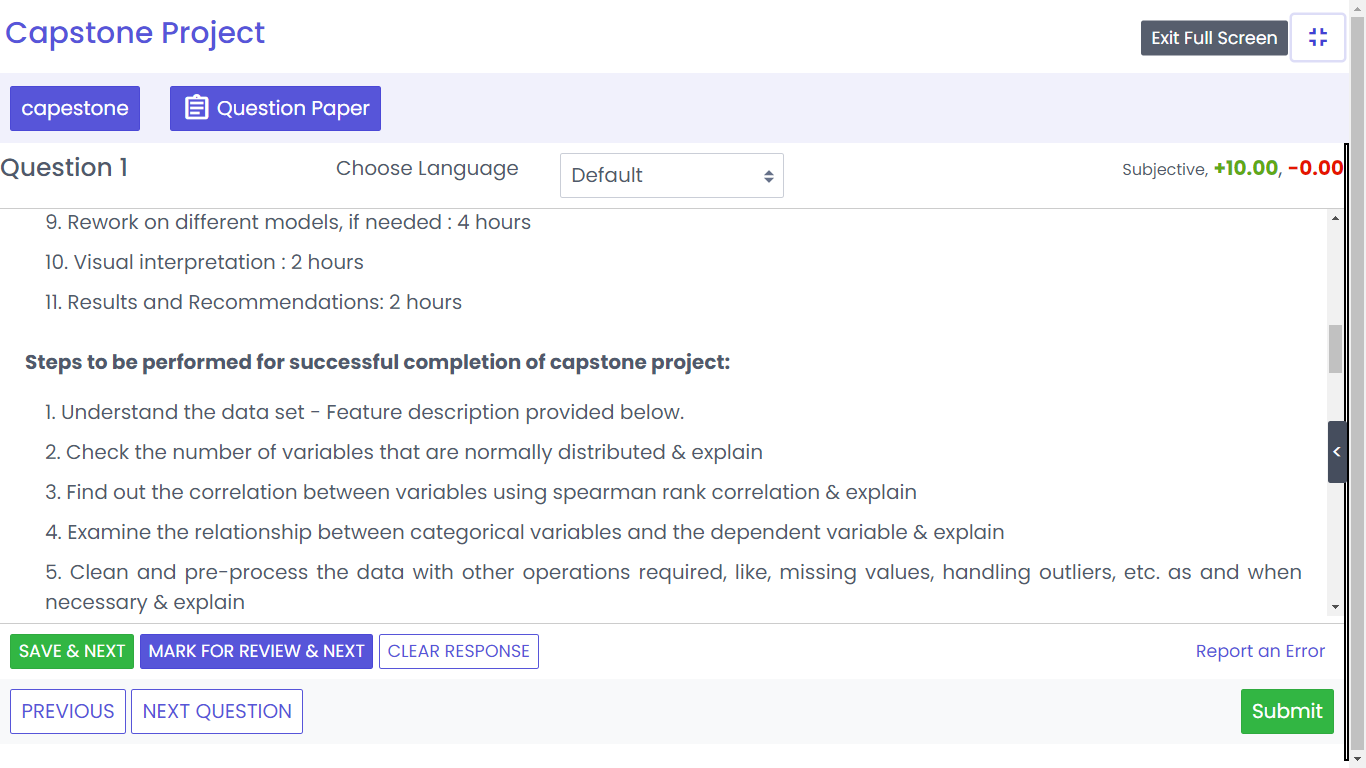 Capstone Project
Exit Full Screen
capestone
Question Paper
Question 1
Choose Language
Default
Subjective, +10.00, -0.00
9. Rework on different models, if needed : 4 hours
10. Visual interpretation : 2 hours
11. Results and Recommendations: 2 hours
Steps to be performed for successful completion of capstone project:
1. Understand the data set - Feature description provided below.
2. Check the number of variables that are normally distributed & explain
3. Find out the correlation between variables using spearman rank correlation & explain
4. Examine the relationship between categorical variables and the dependent variable & explain
5. Clean and pre-process the data with other operations required, like, missing values, handling outliers, etc. as and when
necessary & explain
SAVE & NEXT
MARK FOR REVIEW & NEXT
CLEAR RESPONSE
Report an Error
PREVIOUS
NEXT QUESTION
Submit